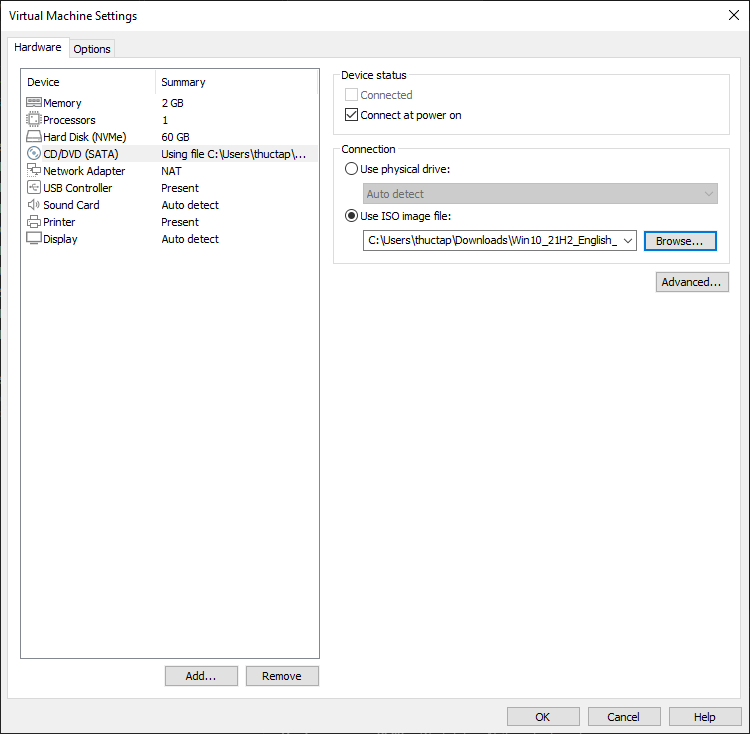 Virtual Machine Settings
Hardware
Options
Device Summary
Memory 2 GB
Processors 1
Hard Disk (NVMe) 60 GB
CD/DVD (SATA) Using file C:\Users\thuctap\...
Network Adapter NAT
USB Controller Present
Sound Card Auto detect
Printer Present
Display Auto detect
Add... Remove
Device status
Connected
Connect at power on
Connection
Use physical drive:
Auto detect
Use ISO image file:
C:\Users\thuctap\Downloads\Win10_21H2_English_ Browse...
Advanced...
OK Cancel Help